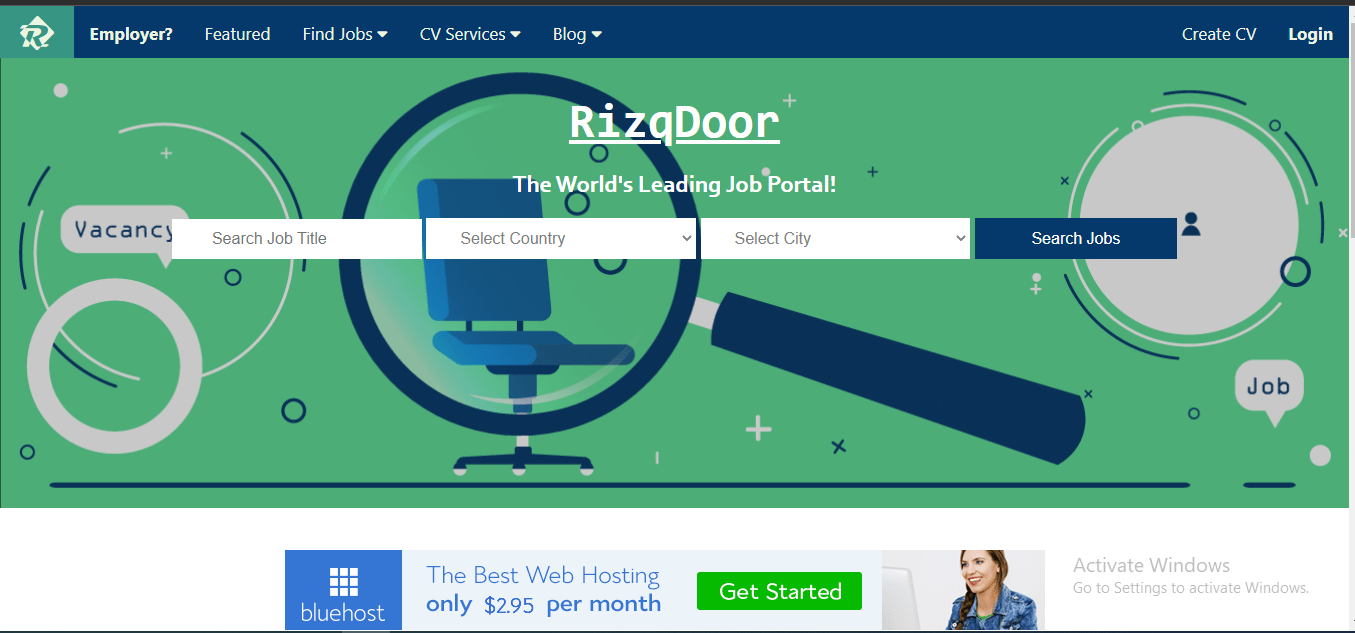 Employer? Featured Find Jobs CV Services Blog Create CV Login
RizqDoor
The World's Leading Job Portal!
Vacancy
Search Job Title Select Country Select City Search Jobs
Job
bluehost
The Best Web Hosting
only $2.95 per month
Get Started
Activate Windows
Go to Settings to activate Windows.